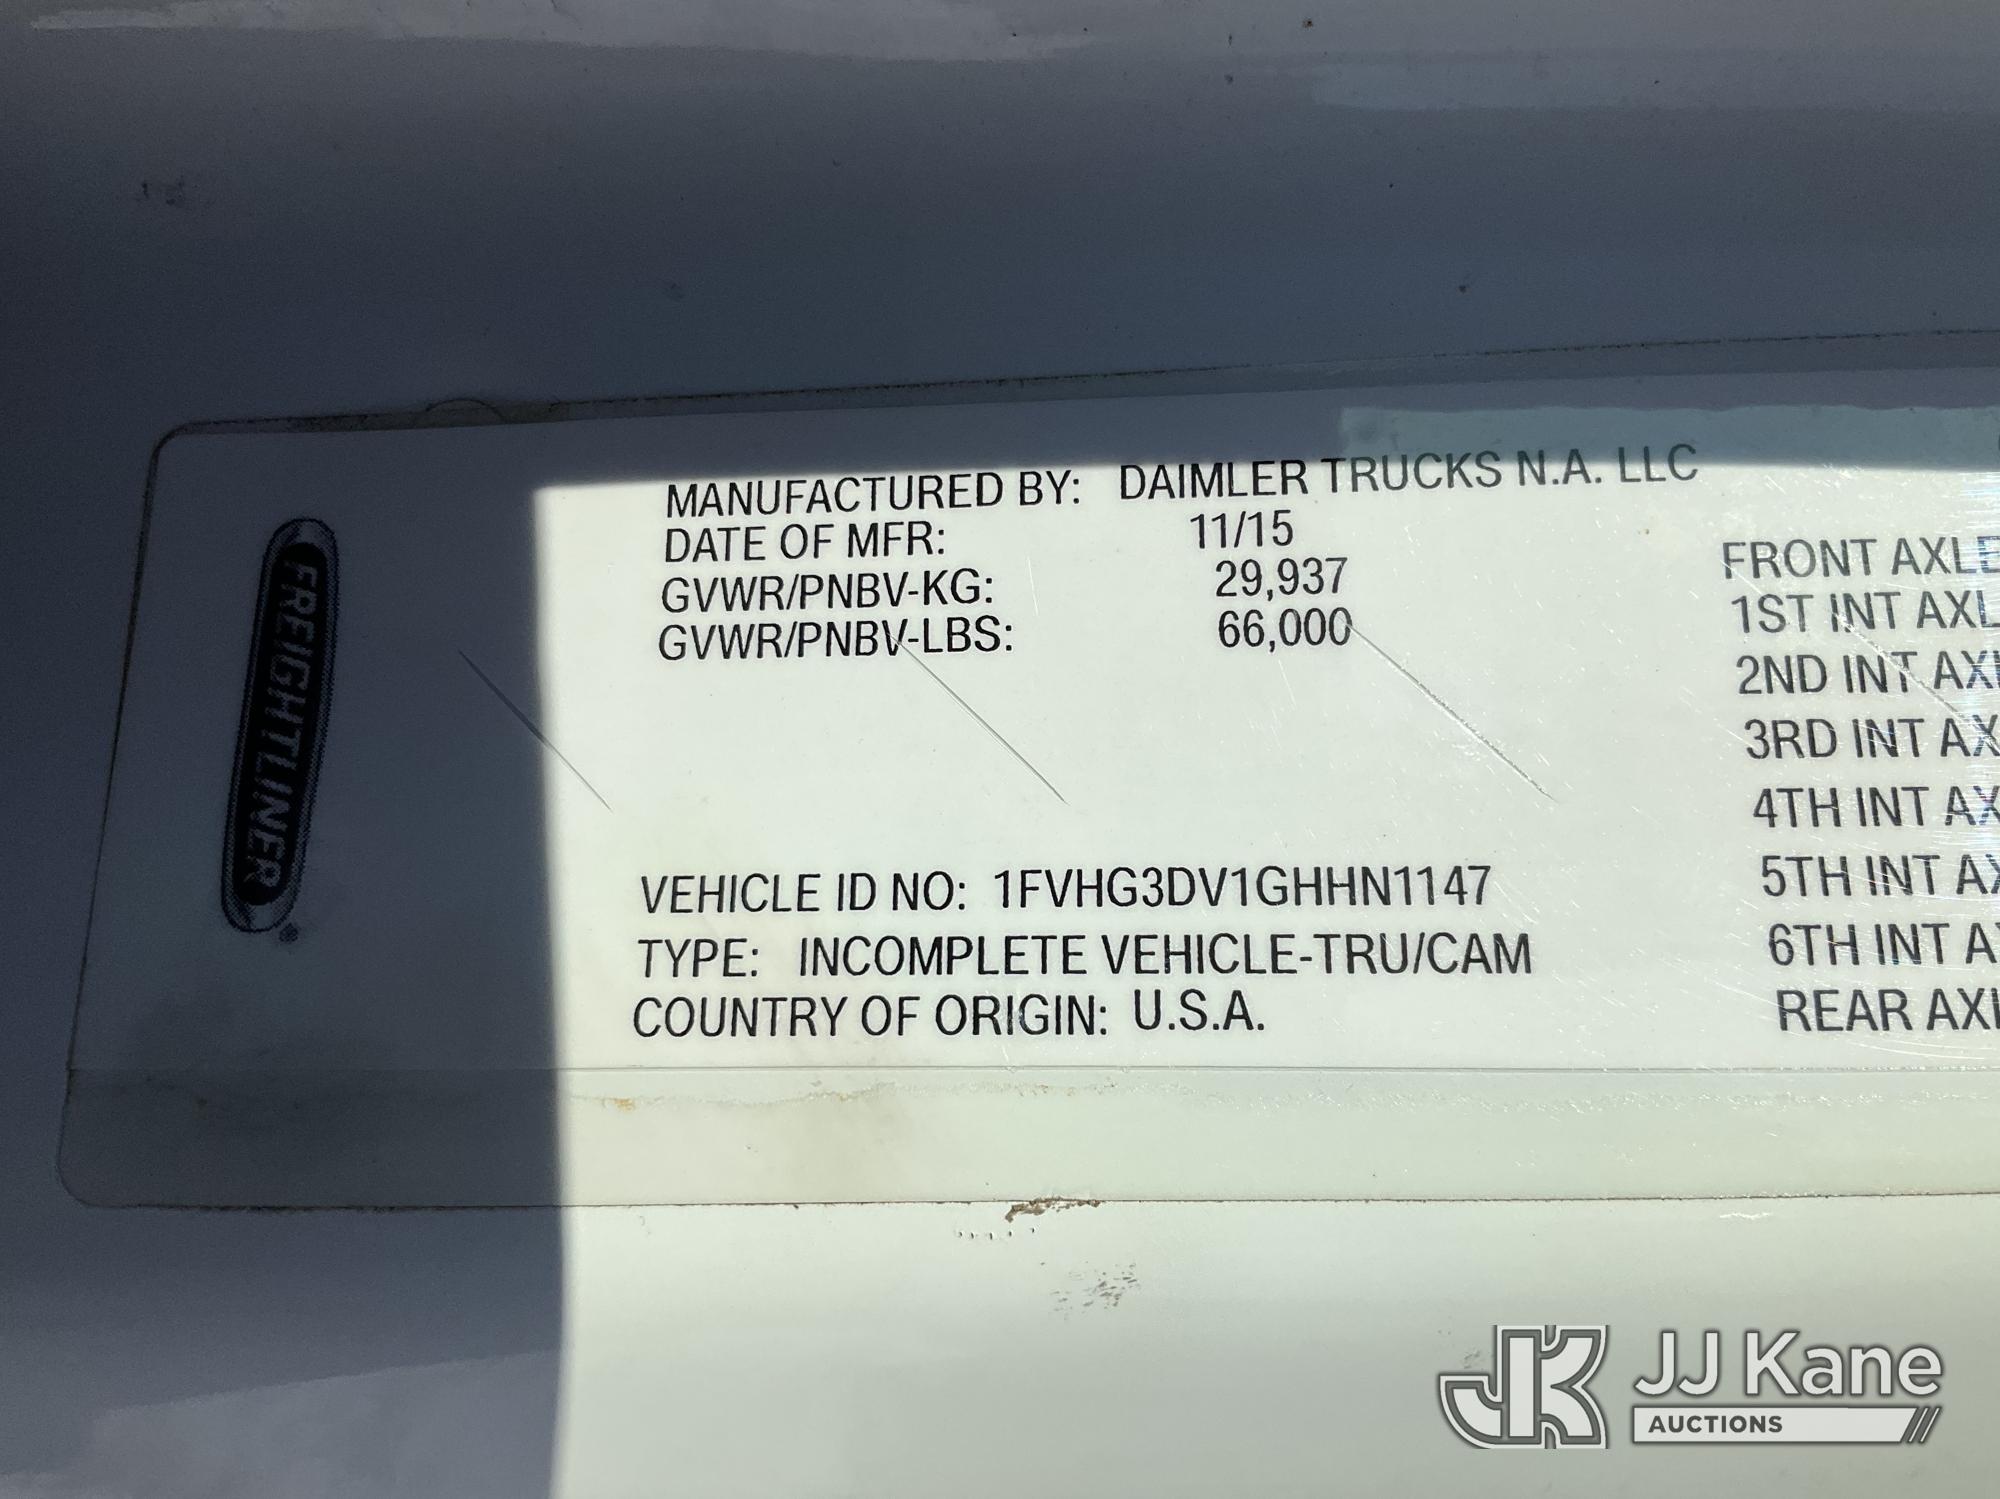 FREIGHTLINER
MANUFACTURED BY: DAIMLER TRUCKS N.A. LLC
DATE OF MFR: 11/15
GVWR/PNBV-KG: 29,937
GVWR/PNBV-LBS: 66,000
VEHICLE ID NO: 1FVHG3DV1GHHN1147
TYPE: INCOMPLETE VEHICLE-TRU/CAM
COUNTRY OF ORIGIN: U.S.A.
FRONT AXLE
1ST INT AXL
2ND INT AXL
3RD INT AX
4TH INT AX
5TH INT AX
6TH INT A
REAR AXL
JK JJ Kane
AUCTIONS